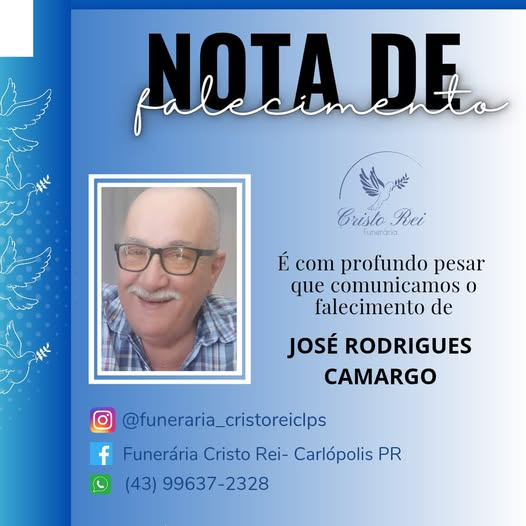 NOTA DE
falecimento
Cristo Rei
Funerária
É com profundo pesar
que comunicamos o
falecimento de
JOSÉ RODRIGUES
CAMARGO
@funeraria_cristoreiclps
Funerária Cristo Rei- Carlópolis PR
(43) 99637-2328